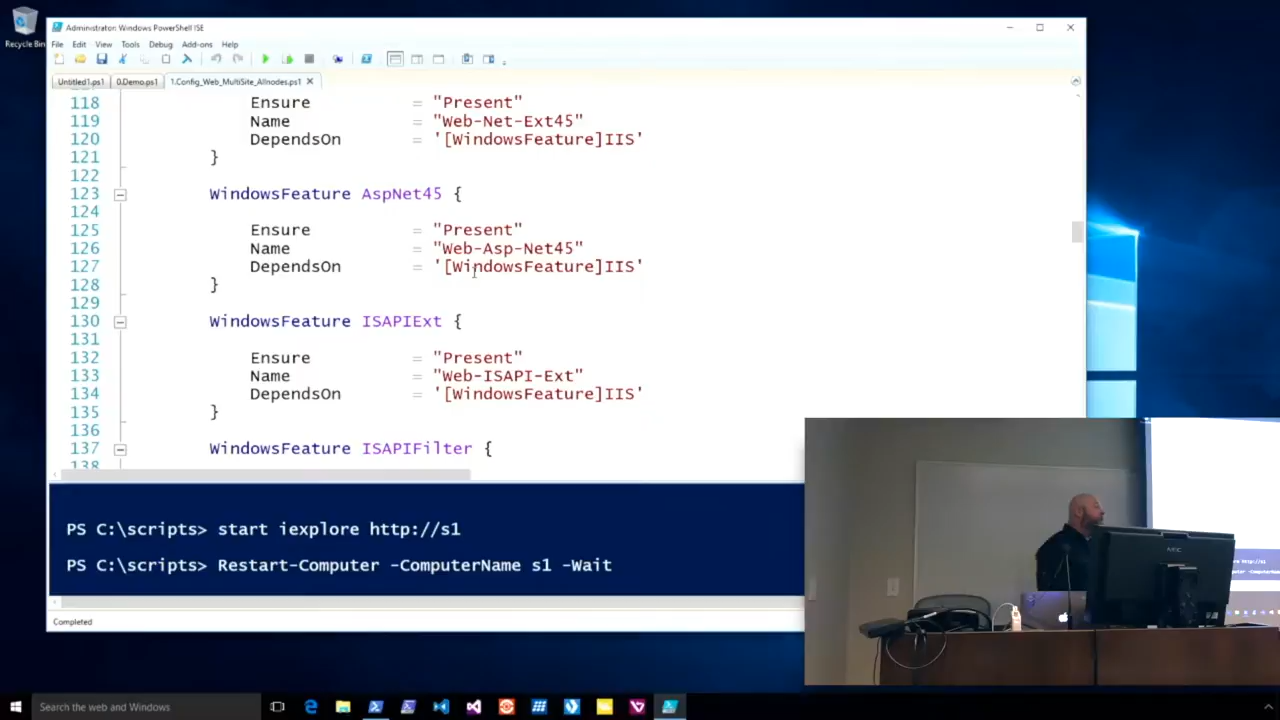 Recycle Bin
Administrator: Windows PowerShell ISE
File Edit View Tools Debug Add-ons Help
Untitled1.ps1 0.Demo.ps1 1.Config_Web_MultiSite_Allnodes.ps1
118 Ensure = "Present"
119 Name = "Web-Net-Ext45"
120 DependsOn = '[WindowsFeature]IIS'
121 }
122
123 WindowsFeature AspNet45 {
124
125 Ensure = "Present"
126 Name = "Web-Asp-Net45"
127 DependsOn = '[WindowsFeature]IIS'
128 }
129
130 WindowsFeature ISAPIExt {
131
132 Ensure = "Present"
133 Name = "Web-ISAPI-Ext"
134 DependsOn = '[WindowsFeature]IIS'
135 }
136
137 WindowsFeature ISAPIFilter {
138
PS C:\scripts> start iexplore http://s1
PS C:\scripts> Restart-Computer -ComputerName s1 -Wait
Completed
NEC
Search the web and Windows